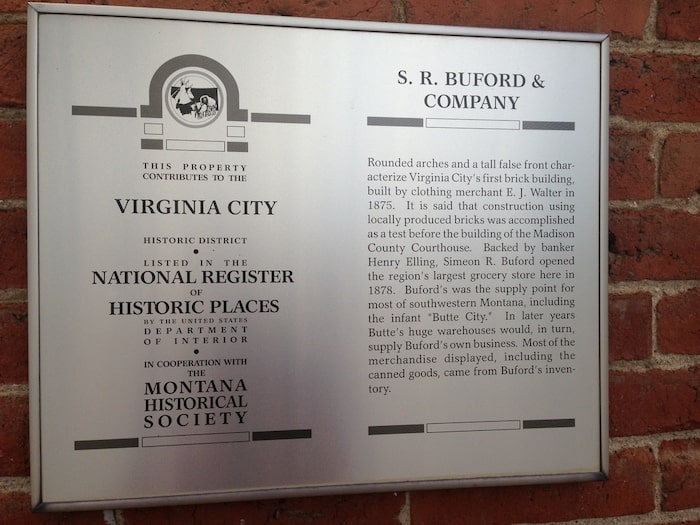 THIS PROPERTY
CONTRIBUTES TO THE
VIRGINIA CITY
HISTORIC DISTRICT
LISTED IN THE
NATIONAL REGISTER
OF
HISTORIC PLACES
BY THE UNITED STATES
DEPARTMENT
OF INTERIOR
IN COOPERATION WITH
THE
MONTANA
HISTORICAL
SOCIETY
S. R. BUFORD &
COMPANY
Rounded arches and a tall false front char-
acterize Virginia City's first brick building,
built by clothing merchant E. J. Walter in
1875. It is said that construction using
locally produced bricks was accomplished
as a test before the building of the Madison
County Courthouse. Backed by banker
Henry Elling, Simeon R. Buford opened
the region's largest grocery store here in
1878. Buford's was the supply point for
most of southwestern Montana, including
the infant "Butte City." In later years
Butte's huge warehouses would, in turn,
supply Buford's own business. Most of the
merchandise displayed, including the
canned goods, came from Buford's inven-
tory.